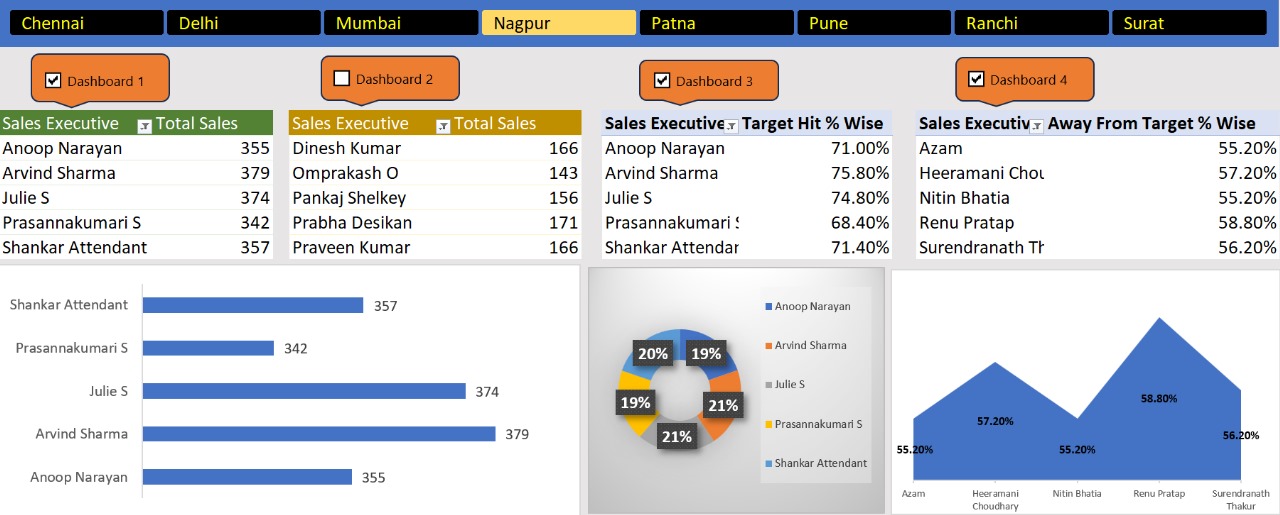 Chennai Delhi Mumbai Nagpur Patna Pune Ranchi Surat
Dashboard 1
Dashboard 2
Dashboard 3
Dashboard 4
Sales Executive Total Sales
Anoop Narayan 355
Arvind Sharma 379
Julie S 374
Prasannakumari S 342
Shankar Attendant 357
Sales Executive Total Sales
Dinesh Kumar 166
Omprakash O 143
Pankaj Shelkey 156
Prabha Desikan 171
Praveen Kumar 166
Sales Executive Target Hit % Wise
Anoop Narayan 71.00%
Arvind Sharma 75.80%
Julie S 74.80%
Prasannakumari S 68.40%
Shankar Attendar 71.40%
Sales Executiv Away From Target % Wise
Azam 55.20%
Heeramani Chou 57.20%
Nitin Bhatia 55.20%
Renu Pratap 58.80%
Surendranath Th 56.20%
Shankar Attendant 357
Prasannakumari S 342
Julie S 374
Arvind Sharma 379
Anoop Narayan 355
20% 19%
19% 21%
21%
Anoop Narayan
Arvind Sharma
Julie S
Prasannakumari S
Shankar Attendant
58.80%
57.20%
56.20%
55.20% 55.20%
Azam
Heeramani
Choudhary
Nitin Bhatia
Renu Pratap
Surendranath
Thakur